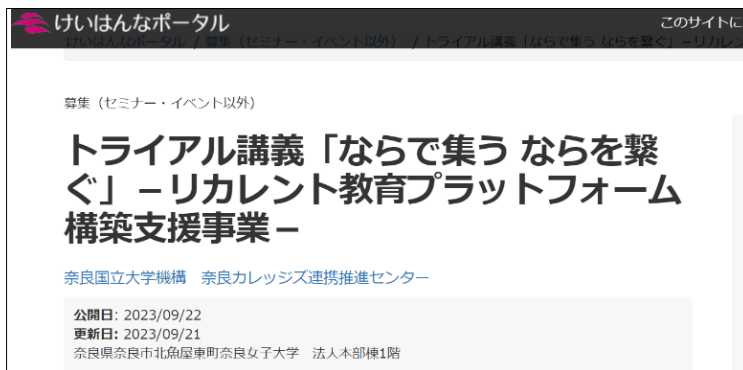 けいはんなポータル
このサイトに
けいはんなポータル / 募集（セミナー・イベント以外） / トライアル講義「ならで集う ならを繋ぐ」－リカレン
募集（セミナー・イベント以外）
トライアル講義「ならで集う ならを繋
ぐ」－リカレント教育プラットフォーム
構築支援事業－
奈良国立大学機構　奈良カレッジズ連携推進センター
公開日: 2023/09/22
更新日: 2023/09/21
奈良県奈良市北魚屋東町奈良女子大学　法人本部棟1階